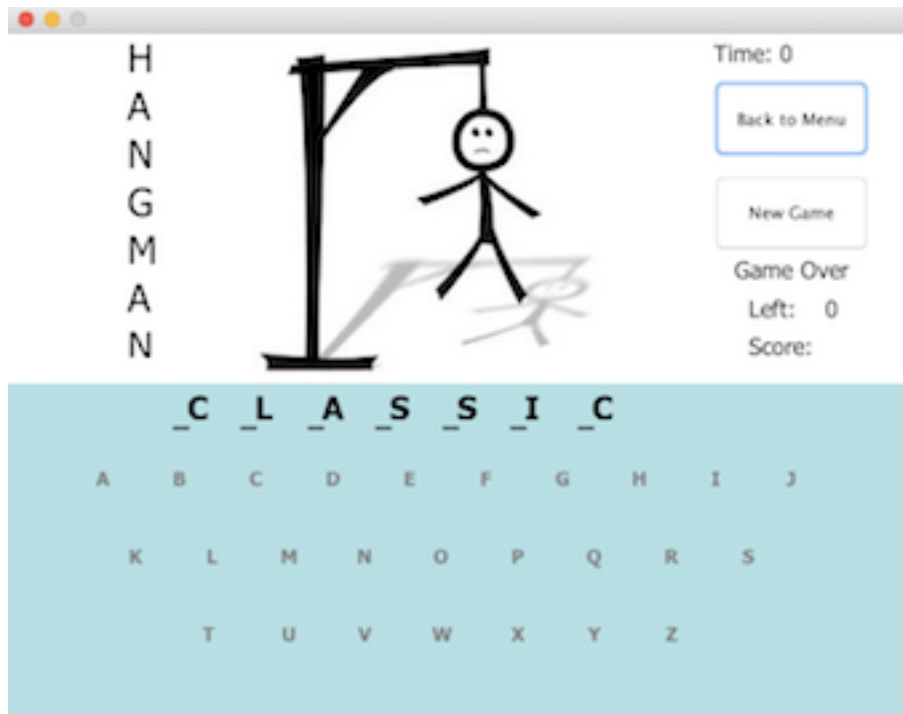 HANGMAN
Time: 0
Back to Menu
New Game
Game Over
Left: 0
Score:
_C _L _A _S _S _I _C
A B C D E F G H I J
K L M N O P Q R S
T U V W X Y Z